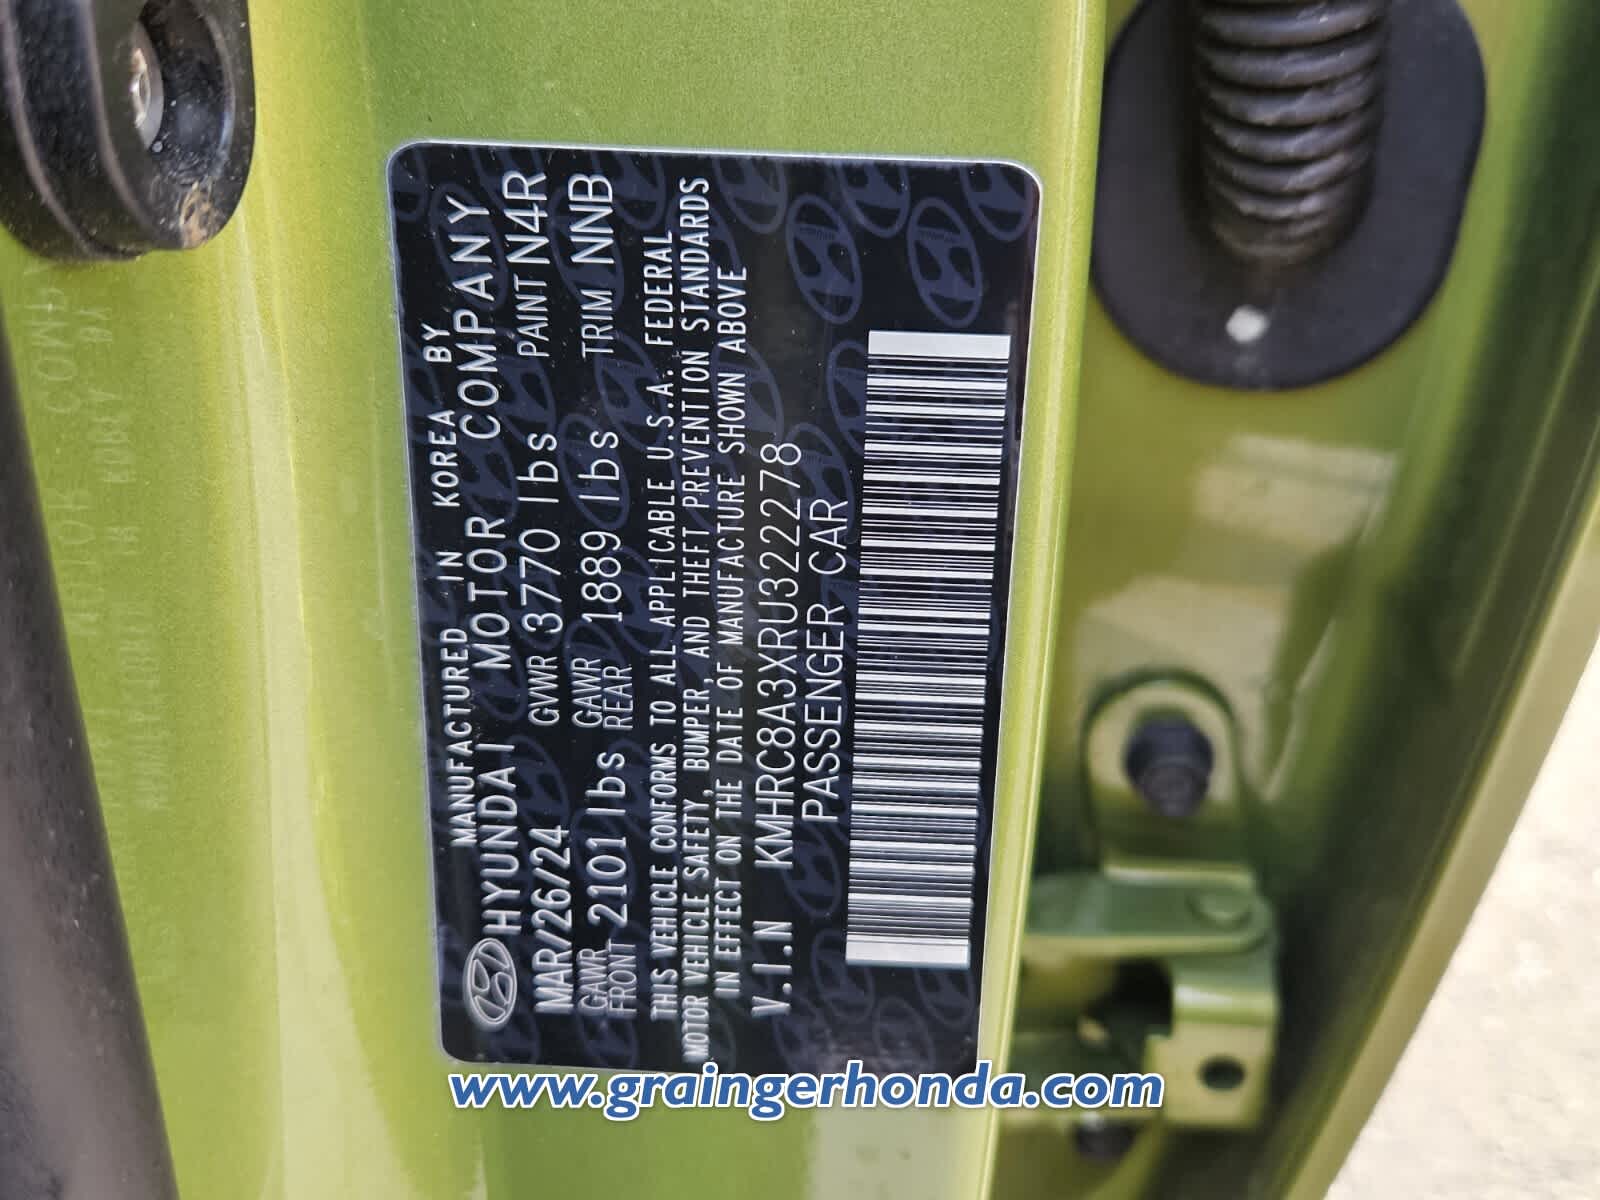 MANUFACTURED IN KOREA BY
HYUNDAI MOTOR COMPANY
MAR/26/24 GVWR 3770 lbs PAINT N4R
GAWR FRONT 2101 lbs GAWR REAR 1889 lbs TRIM NNB
THIS VEHICLE CONFORMS TO ALL APPLICABLE U.S.A. FEDERAL
MOTOR VEHICLE SAFETY, BUMPER, AND THEFT PREVENTION STANDARDS
IN EFFECT ON THE DATE OF MANUFACTURE SHOWN ABOVE
V.I.N KMHRC8A3XRU322278
PASSENGER CAR
www.graingerhonda.com